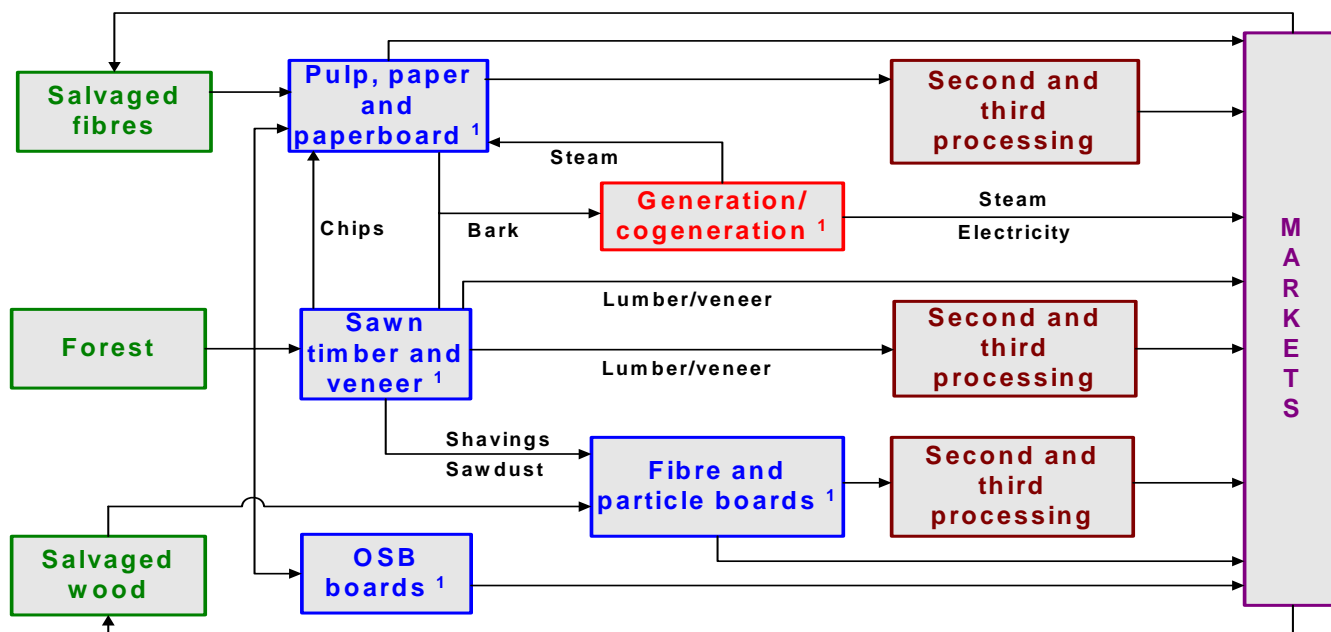 Salvaged
fibres
Pulp, paper
and
paperboard 1
Second and
third
processing
Steam
Generation/
cogeneration 1
Steam
Electricity
Chips
Bark
Lumber/veneer
Forest
Sawn
timber and
veneer 1
Lumber/veneer
Second and
third
processing
Shavings
Sawdust
Fibre and
particle boards 1
Second and
third
processing
Salvaged
wood
OSB
boards 1
M
A
R
K
E
T
S